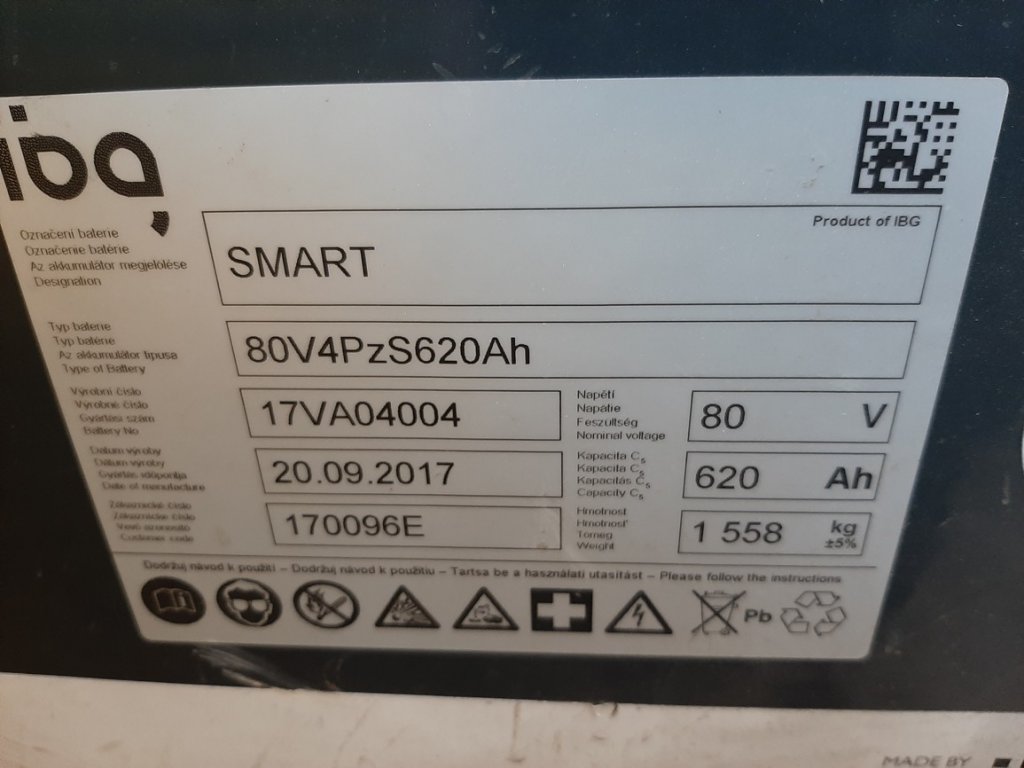 ibg
Product of IBG
Označení baterie
Označenie batérie
Az akkumulátor megjelölése
Designation
SMART
Typ baterie
Typ batérie
Az akkumulátor típusa
Type of Battery
80V4PzS620Ah
Výrobní číslo
Výrobné číslo
Gyártási szám
Battery No
17VA04004
Napětí
Napätie
Feszültség
Nominal voltage
80 V
Datum výroby
Dátum výroby
Gyártás időpontja
Date of manufacture
20.09.2017
Kapacita C5
Kapacita C5
Kapacitás C5
Capacity C5
620 Ah
Zákaznické číslo
Zákaznícke číslo
Vevő azonosító
Customer code
170096E
Hmotnost
Hmotnosť
Tömeg
Weight
1 558 kg
±5%
Dodržuj návod k použití – Dodržuj návod k použitiu – Tartsa be a használati utasítást – Please follow the instructions
Pb
MADE BY